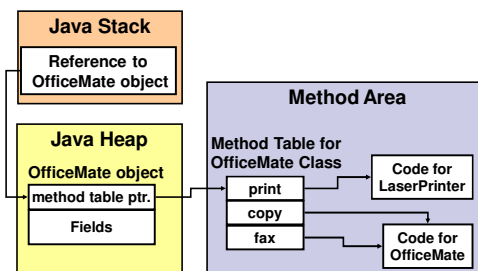 Java Stack
Reference to
OfficeMate object
Java Heap
OfficeMate object
method table ptr.
Fields
Method Area
Method Table for
OfficeMate Class
print
copy
fax
Code for
LaserPrinter
Code for
OfficeMate